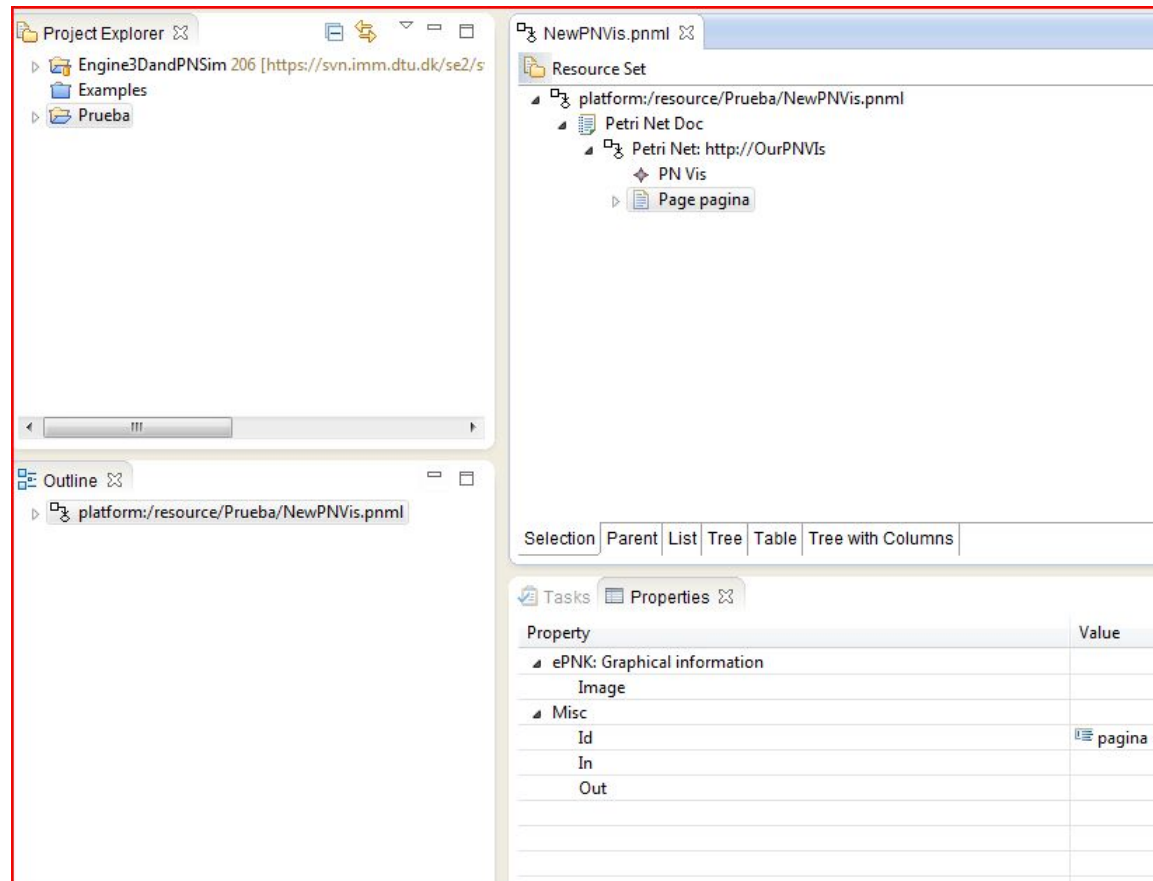 Project Explorer
Engine3DandPNSim 206 [https://svn.imm.dtu.dk/se2/s
Examples
Prueba
Outline
platform:/resource/Prueba/NewPNVis.pnml
NewPNVis.pnml
Resource Set
platform:/resource/Prueba/NewPNVis.pnml
Petri Net Doc
Petri Net: http://OurPNVIs
PN Vis
Page pagina
Selection Parent List Tree Table Tree with Columns
Tasks Properties
Property Value
ePNK: Graphical information
Image
Misc
Id pagina
In
Out